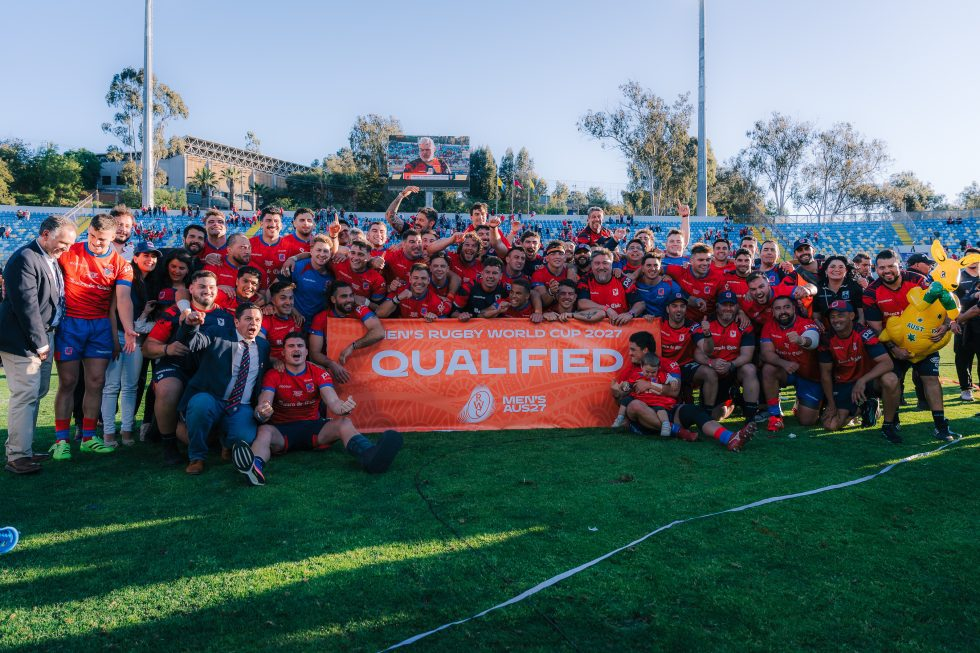 MEN'S RUGBY WORLD CUP 2027
QUALIFIED
MEN'S
AUS27